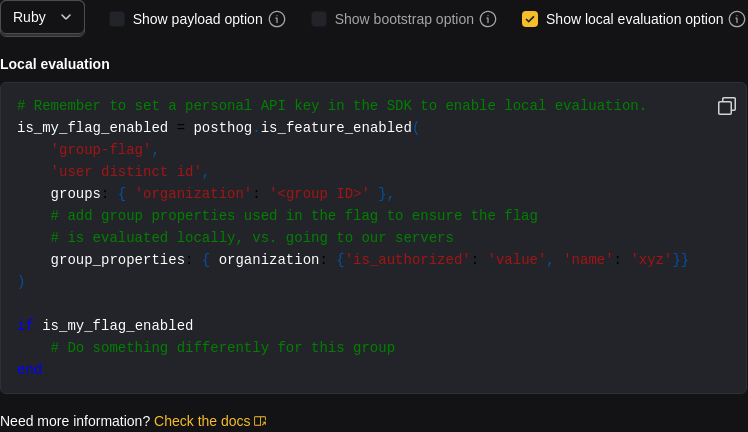 Ruby Show payload option Show bootstrap option Show local evaluation option
Local evaluation
# Remember to set a personal API key in the SDK to enable local evaluation.
is_my_flag_enabled = posthog.is_feature_enabled(
'group-flag',
'user distinct id',
groups: { 'organization': '<group ID>' },
# add group properties used in the flag to ensure the flag
# is evaluated locally, vs. going to our servers
group_properties: { organization: {'is_authorized': 'value', 'name': 'xyz'}}
)
if is_my_flag_enabled
# Do something differently for this group
end
Need more information? Check the docs